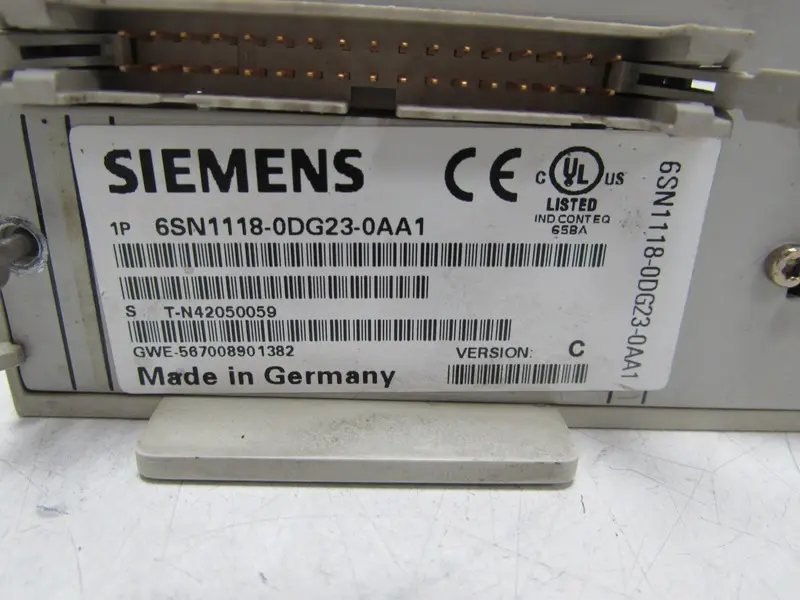 SIEMENS
CE
C UL US
LISTED
IND.CONT.EQ
65BA
1P 6SN1118-0DG23-0AA1
S T-N42050059
GWE-567008901382
VERSION: C
Made in Germany
6SN1118-0DG23-0AA1